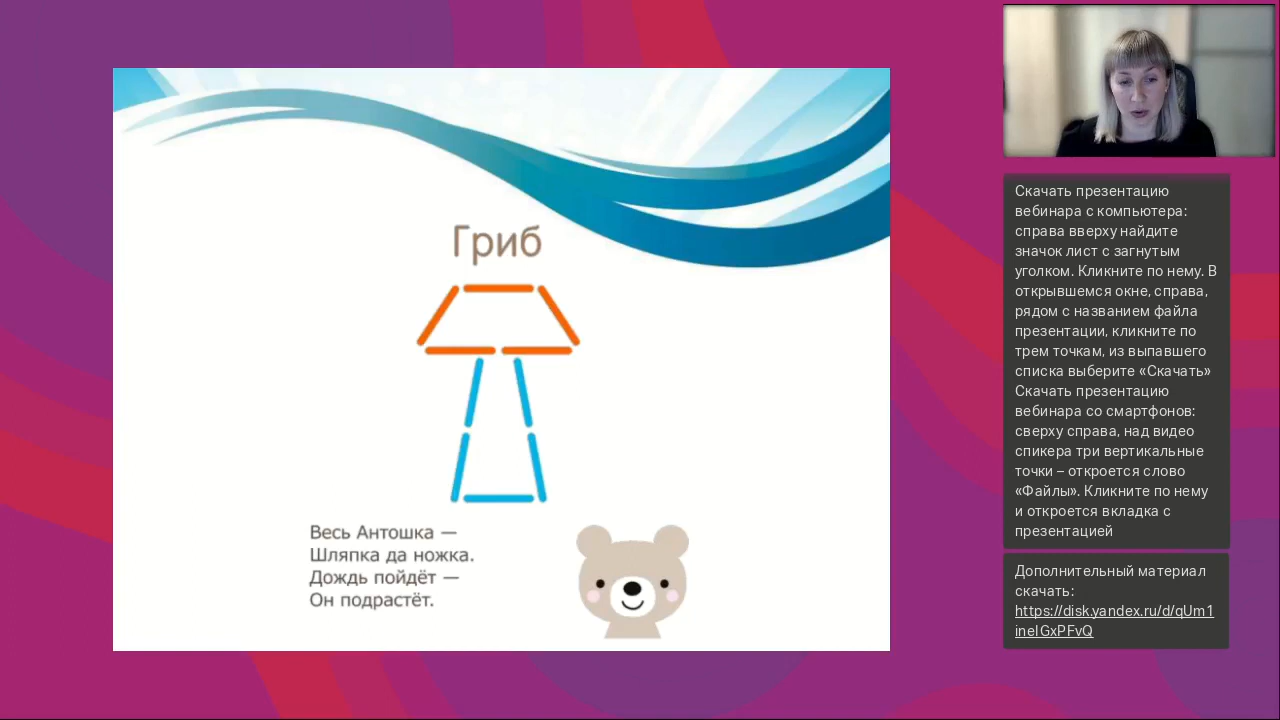 Гриб
Весь Антошка —
Шляпка да ножка.
Дождь пойдёт —
Он подрастёт.
Скачать презентацию
вебинара с компьютера:
справа вверху найдите
значок лист с загнутым
уголком. Кликните по нему. В
открывшемся окне, справа,
рядом с названием файла
презентации, кликните по
трем точкам, из выпавшего
списка выберите «Скачать»
Скачать презентацию
вебинара со смартфонов:
сверху справа, над видео
спикера три вертикальные
точки – откроется слово
«Файлы». Кликните по нему
и откроется вкладка с
презентацией
Дополнительный материал
скачать:
https://disk.yandex.ru/d/qUm1
inelGxPFvQ